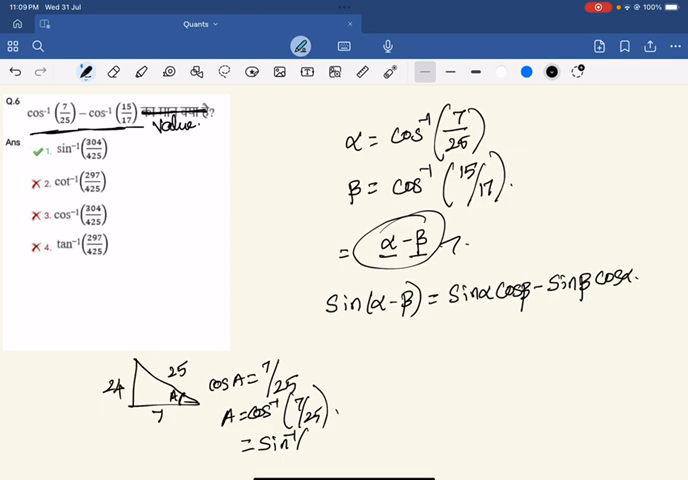 11:09 PM Wed 31 Jul
100%
Quants
Q.6
cos⁻¹(7/25) − cos⁻¹(15/17) का मान क्या है?
Value.
Ans
1. sin⁻¹(304/425)
2. cot⁻¹(297/425)
3. cos⁻¹(304/425)
4. tan⁻¹(297/425)
α = cos⁻¹(7/25)
β = cos⁻¹(15/17).
= α − β
Sin(α − β) = Sinα cosβ − Sinβ cosα.
24 25
7 A
cos A = 7/25
A = cos⁻¹(7/25).
= Sin⁻¹(